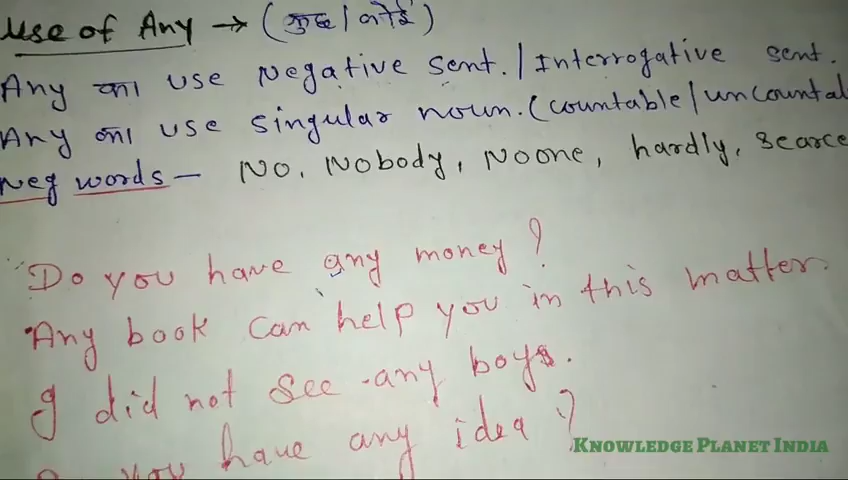 Use of Any → (कुछ / कोई)
Any का use Negative sent. / Interrogative sent.
Any का use singular noun. (countable / uncountal
Neg words – No, Nobody, Noone, hardly, Scarce
Do you have any money?
Any book can help you in this matter.
I did not see any boys.
you have any idea?
KNOWLEDGE PLANET INDIA